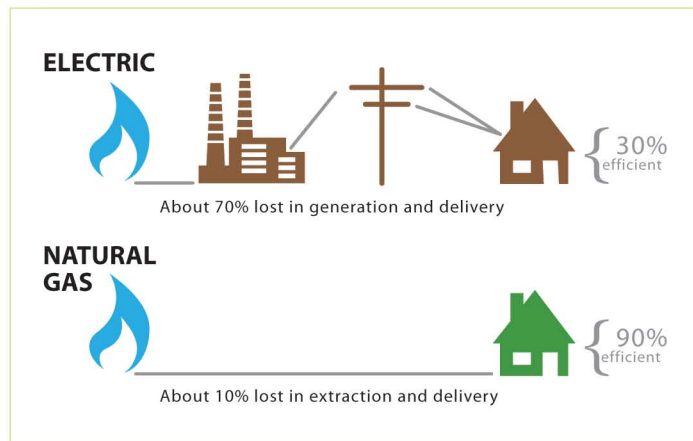 ELECTRIC
30%
efficient
About 70% lost in generation and delivery
NATURAL
GAS
90%
efficient
About 10% lost in extraction and delivery